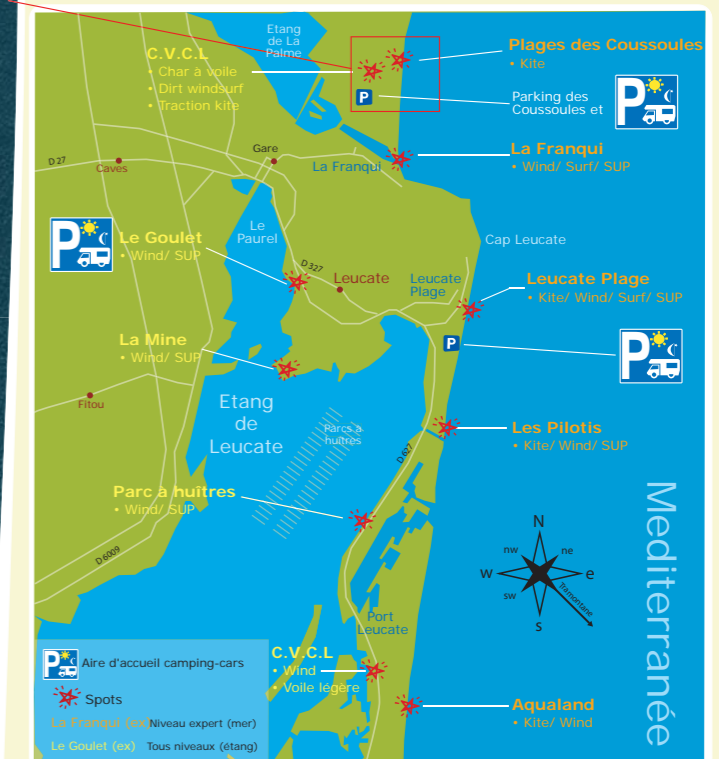 Etang
de La
Palme
C.V.C.L
• Char à voile
• Dirt windsurf
• Traction kite
Plages des Coussoules
• Kite
P
Parking des
Coussoules et
P
La Franqui
• Wind/ Surf/ SUP
Gare
La Franqui
D 27
Caves
P
Le Goulet
• Wind/ SUP
Le
Paurel
D 327
Leucate
Leucate
Plage
Cap Leucate
Leucate Plage
• Kite/ Wind/ Surf/ SUP
P
P
La Mine
• Wind/ SUP
Fitou
Etang
de
Leucate
Parcs à
huîtres
Les Pilotis
• Kite/ Wind/ SUP
D 627
Parc à huîtres
• Wind/ SUP
D 6009
Mediterranée
N
nw
ne
w
e
sw
s
Tramontane
Port
Leucate
C.V.C.L
• Wind
• Voile légère
Aqualand
• Kite/ Wind
P
Aire d'accueil camping-cars
Spots
La Franqui (ex) Niveau expert (mer)
Le Goulet (ex) Tous niveaux (étang)